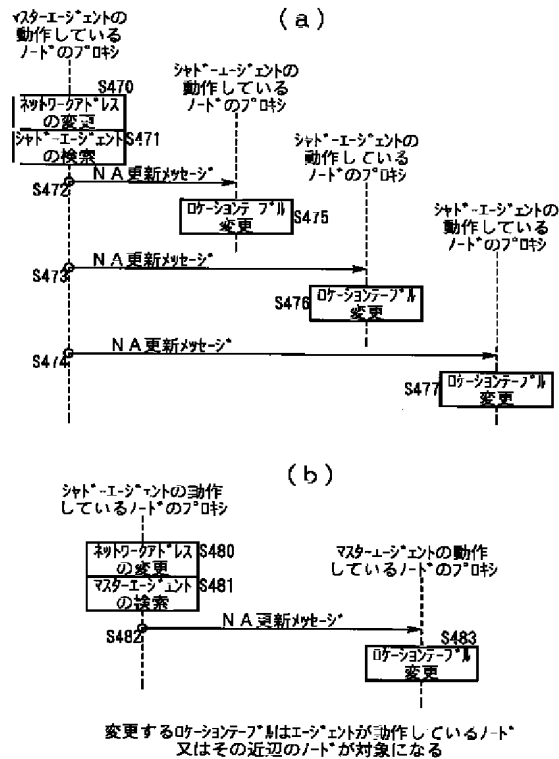 (a)
マスターエージェントの
動作している
ノードのプロキシ
シャドーエージェントの
動作している
ノードのプロキシ
シャドーエージェントの
動作している
ノードのプロキシ
シャドーエージェントの
動作している
ノードのプロキシ
S470
ネットワークアドレス
の変更
シャドーエージェント
の検索
S471
S472
NA更新メッセージ
ロケーションテーブル
変更
S475
S473
NA更新メッセージ
S476
ロケーションテーブル
変更
S474
NA更新メッセージ
S477
ロケーションテーブル
変更
(b)
シャドーエージェントの動作
しているノードのプロキシ
マスターエージェントの動作
しているノードのプロキシ
ネットワークアドレス
の変更
S480
マスターエージェント
の検索
S481
S482
NA更新メッセージ
S483
ロケーションテーブル
変更
変更するロケーションテーブルはエージェントが動作しているノード
又はその近辺のノードが対象になる